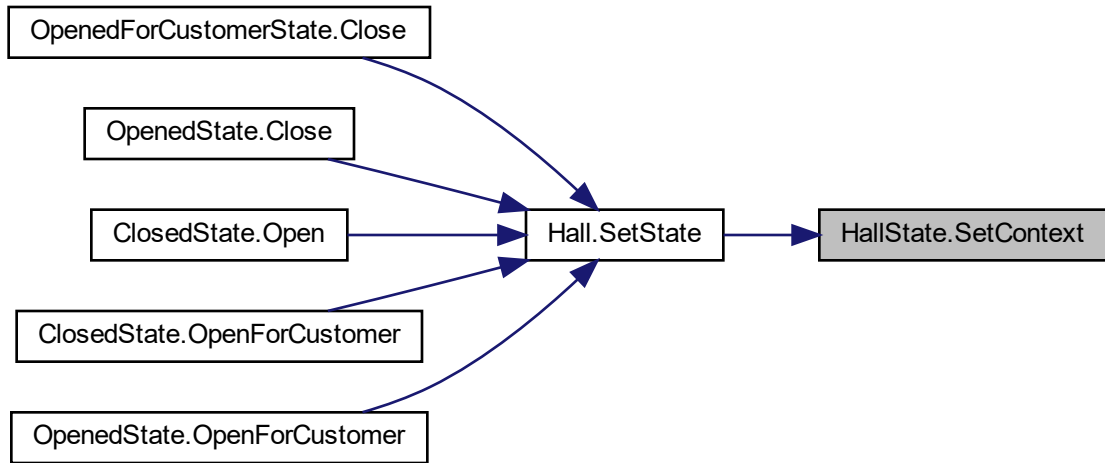 OpenedForCustomerState.Close
OpenedState.Close
ClosedState.Open
Hall.SetState
HallState.SetContext
ClosedState.OpenForCustomer
OpenedState.OpenForCustomer